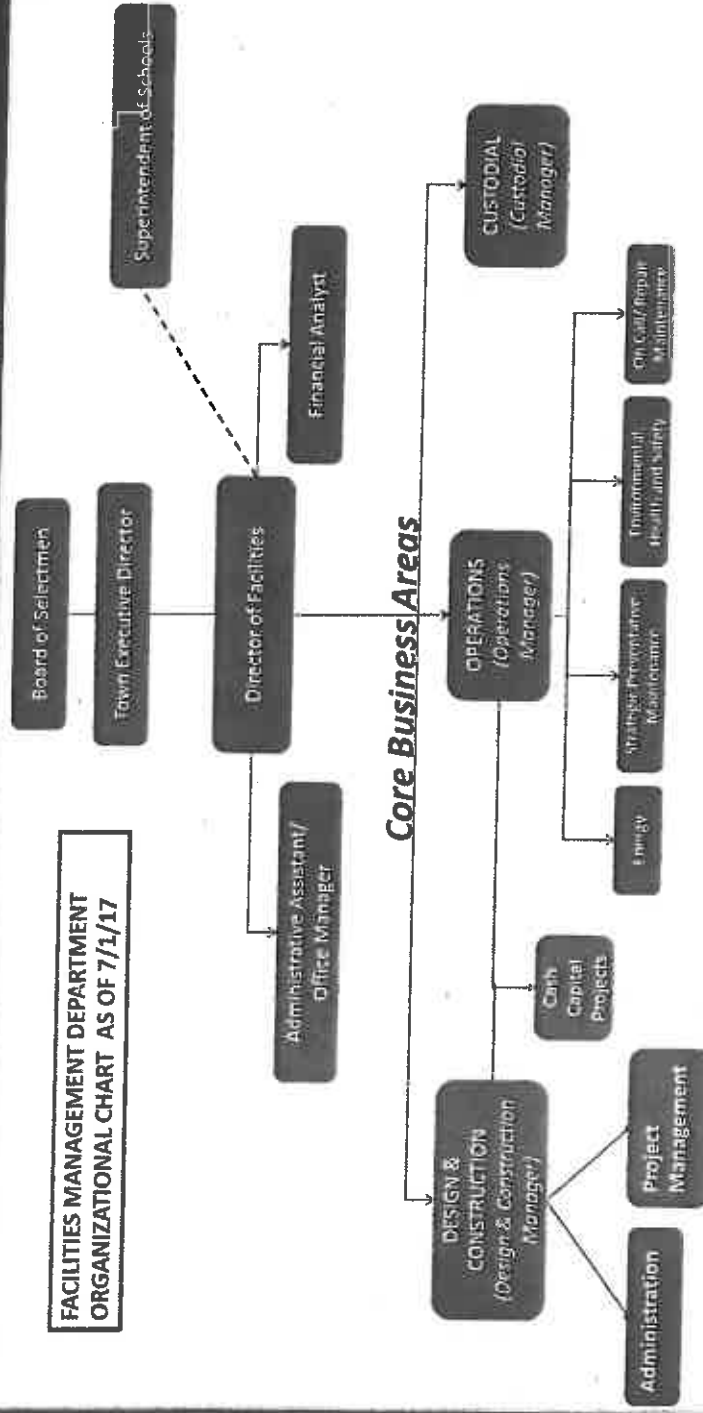 FACILITIES MANAGEMENT DEPARTMENT
ORGANIZATIONAL CHART AS OF 7/1/17
Board of Selectmen
Town Executive Director
Superintendent of Schools
Director of Facilities
Administrative Assistant/
Office Manager
Financial Analyst
Core Business Areas
DESIGN &
CONSTRUCTION
(Design & Construction
Manager)
OPERATIONS
(Operations
Manager)
CUSTODIAL
(Custodial
Manager)
Cash
Capital
Projects
Administration
Project
Management
Energy
Strategic Preventative
Maintenance
Environmental
Health and Safety
On Call/ Repair
Maintenance